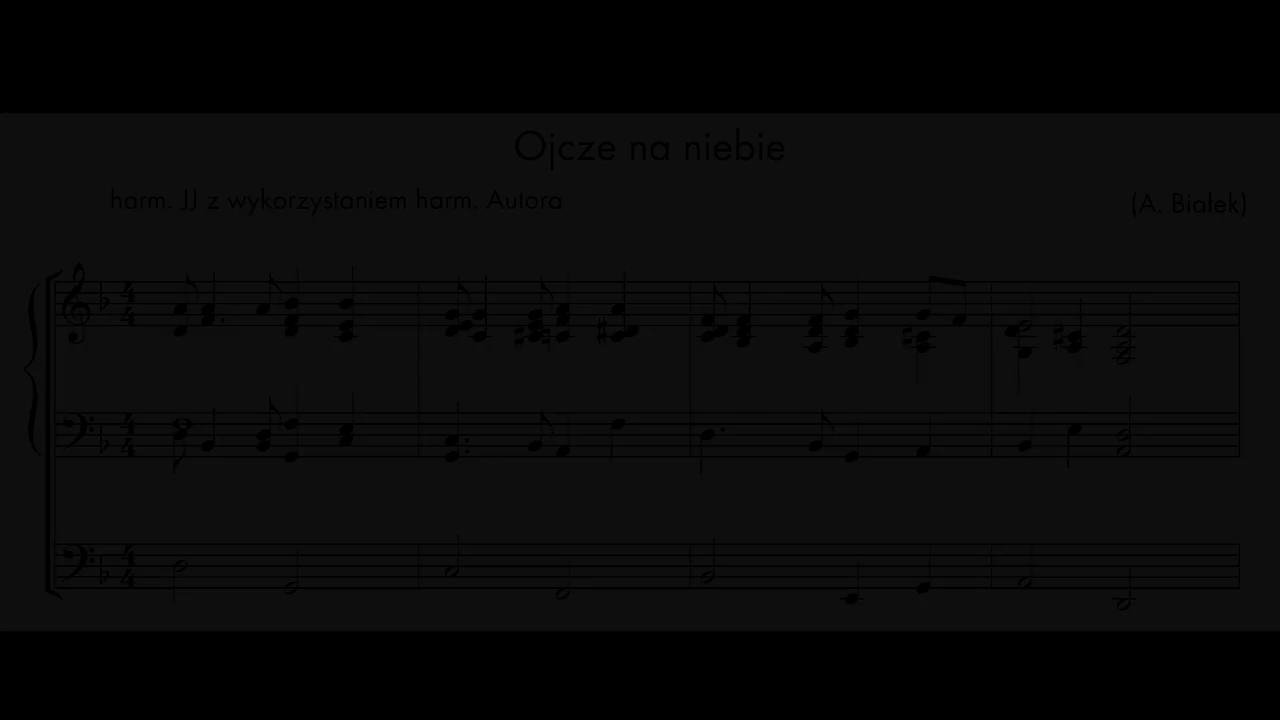 Ojcze na niebie
harm. JJ z wykorzystaniem harm. Autora
(A. Białek)